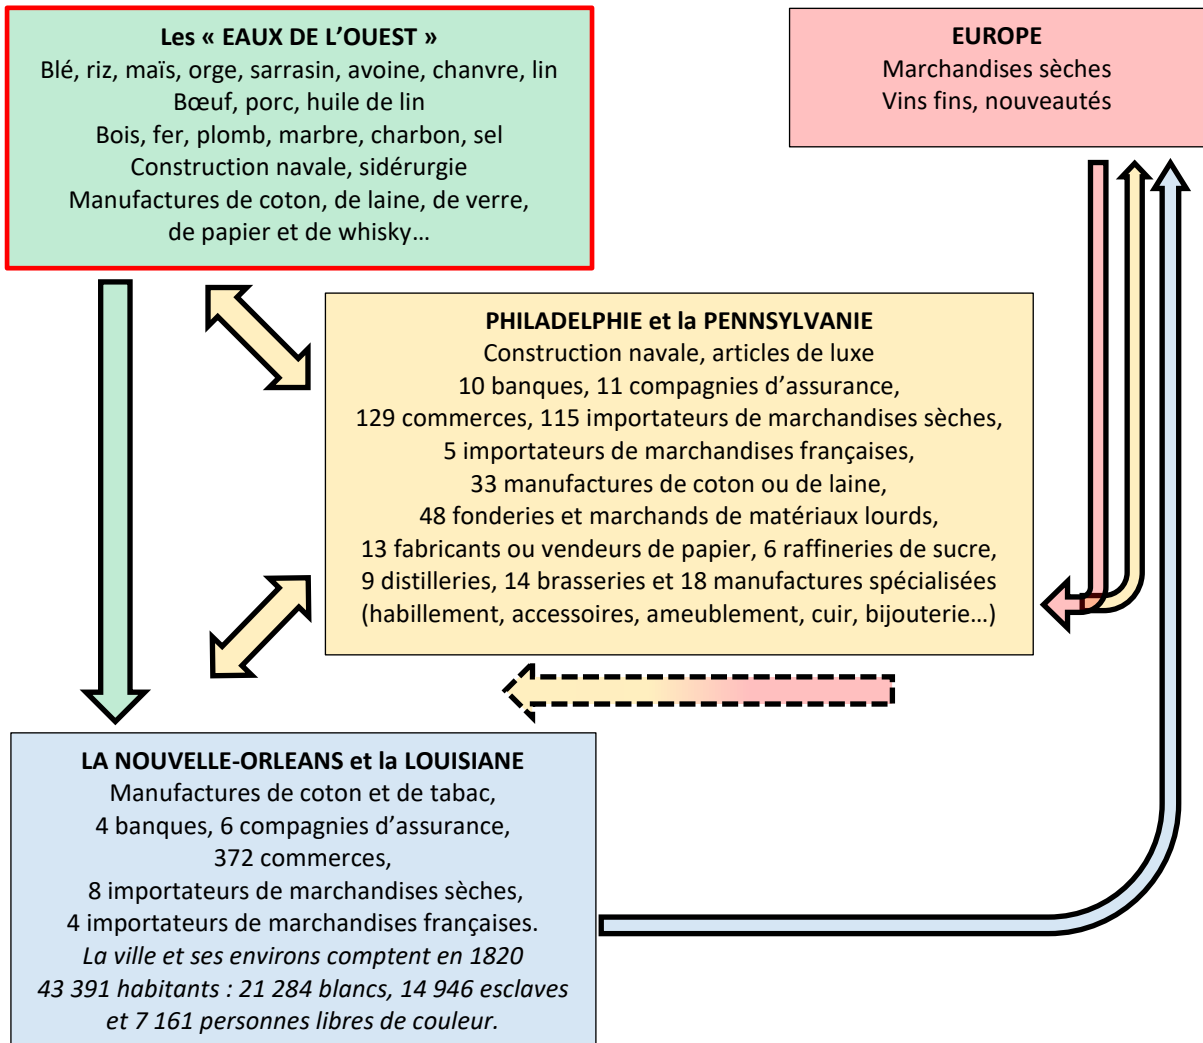 Les « EAUX DE L'OUEST »
Blé, riz, maïs, orge, sarrasin, avoine, chanvre, lin
Bœuf, porc, huile de lin
Bois, fer, plomb, marbre, charbon, sel
Construction navale, sidérurgie
Manufactures de coton, de laine, de verre,
de papier et de whisky…
EUROPE
Marchandises sèches
Vins fins, nouveautés
PHILADELPHIE et la PENNSYLVANIE
Construction navale, articles de luxe
10 banques, 11 compagnies d'assurance,
129 commerces, 115 importateurs de marchandises sèches,
5 importateurs de marchandises françaises,
33 manufactures de coton ou de laine,
48 fonderies et marchands de matériaux lourds,
13 fabricants ou vendeurs de papier, 6 raffineries de sucre,
9 distilleries, 14 brasseries et 18 manufactures spécialisées
(habillement, accessoires, ameublement, cuir, bijouterie…)
LA NOUVELLE-ORLEANS et la LOUISIANE
Manufactures de coton et de tabac,
4 banques, 6 compagnies d'assurance,
372 commerces,
8 importateurs de marchandises sèches,
4 importateurs de marchandises françaises.
La ville et ses environs comptent en 1820
43 391 habitants : 21 284 blancs, 14 946 esclaves
et 7 161 personnes libres de couleur.